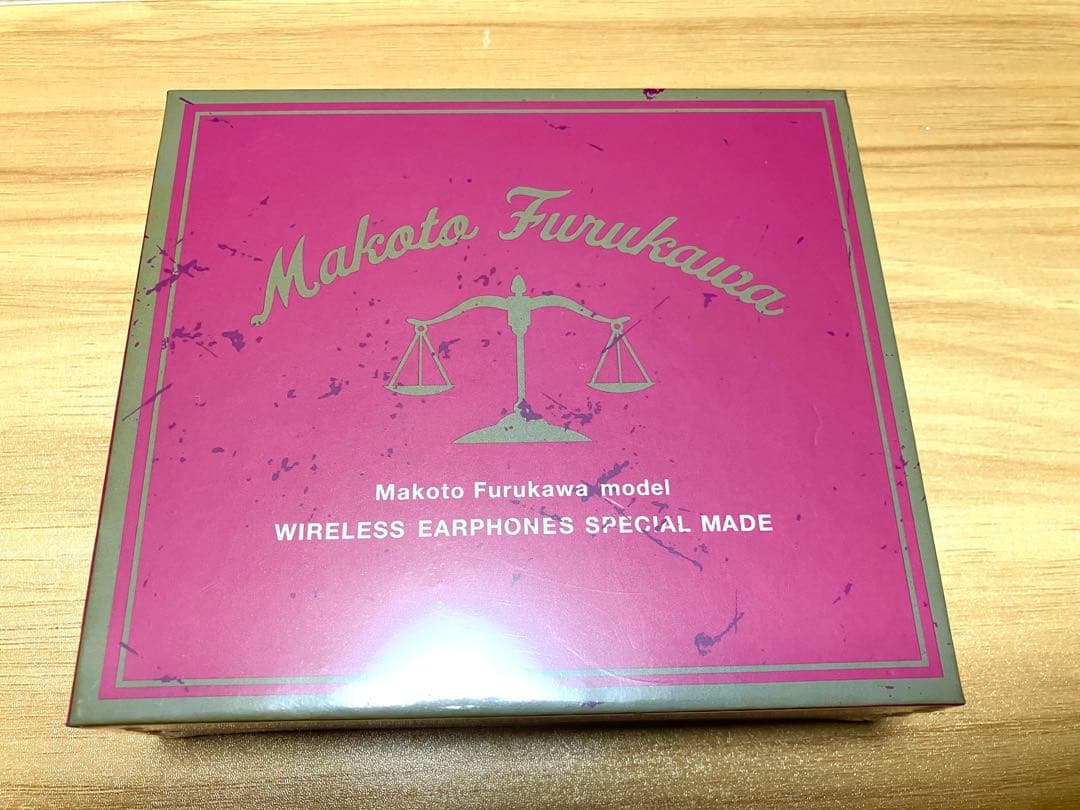 Makoto Furukawa
Makoto Furukawa model
WIRELESS EARPHONES SPECIAL MADE